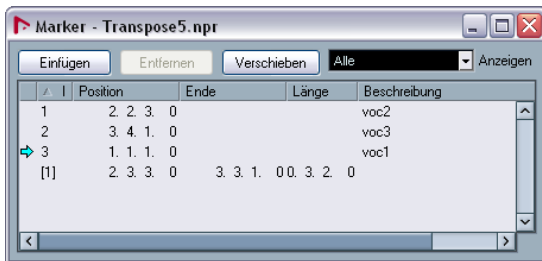 Marker - Transpose5.npr
Einfügen Entfernen Verschieben Alle Anzeigen
I Position Ende Länge Beschreibung
1 2. 2. 3. 0 voc2
2 3. 4. 1. 0 voc3
3 1. 1. 1. 0 voc1
[1] 2. 3. 3. 0 3. 3. 1. 0 0. 3. 2. 0